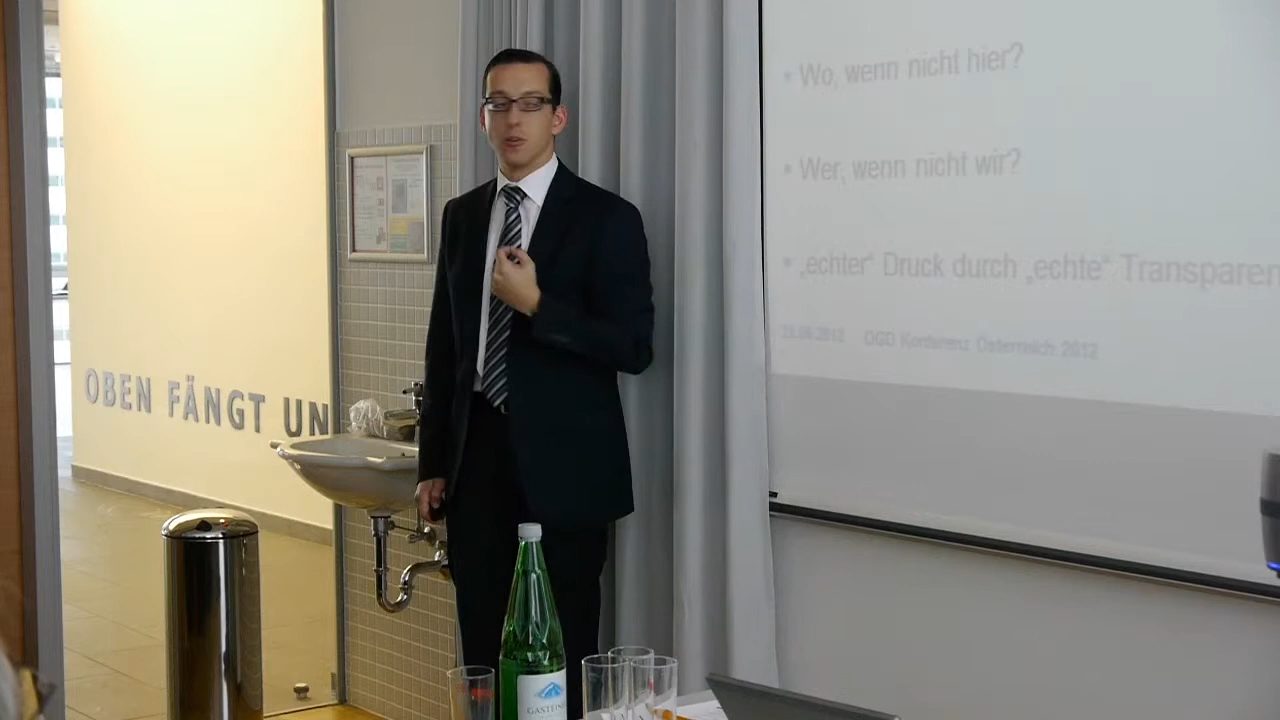 Wo, wenn nicht hier?
Wer, wenn nicht wir?
„echter“ Druck durch „echte“ Transparen
OGD Konferenz Österreich 2012
OBEN FÄNGT UN
GASTEIN